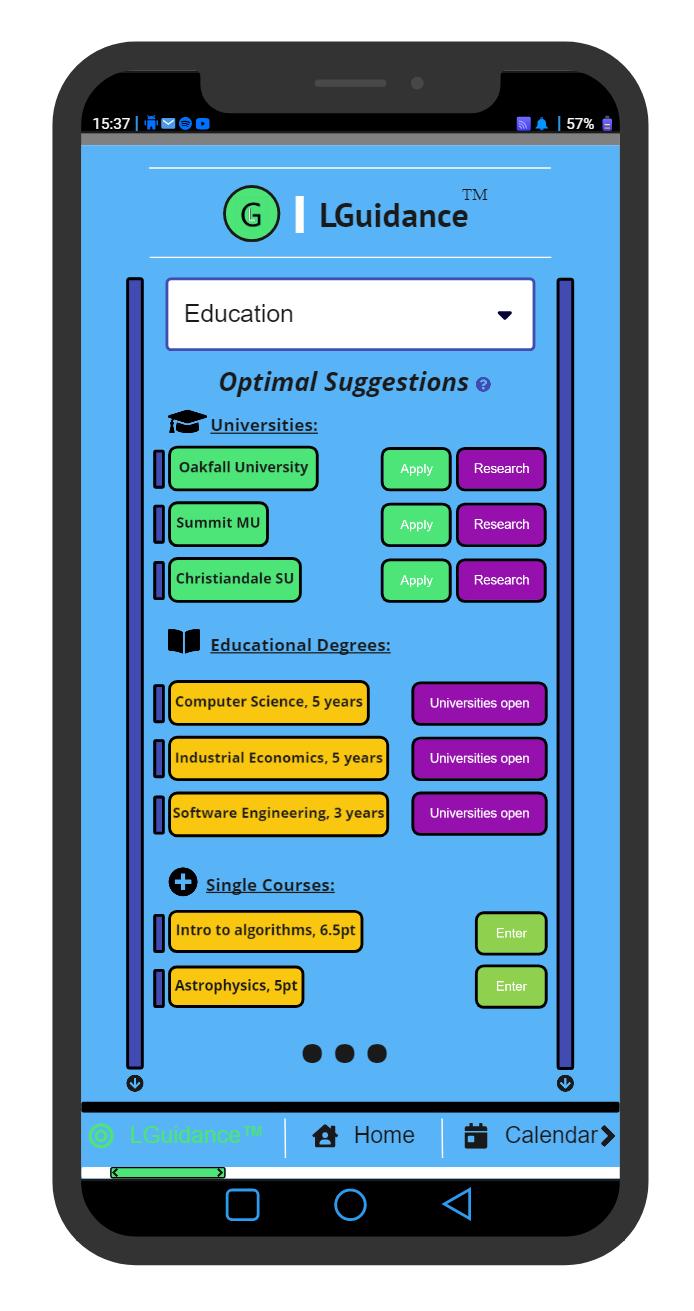 15:37 57%
G LGuidance TM
Education
Optimal Suggestions ?
Universities:
Oakfall University Apply Research
Summit MU Apply Research
Christiandale SU Apply Research
Educational Degrees:
Computer Science, 5 years Universities open
Industrial Economics, 5 years Universities open
Software Engineering, 3 years Universities open
Single Courses:
Intro to algorithms, 6.5pt Enter
Astrophysics, 5pt Enter
LGuidance™ Home Calendar